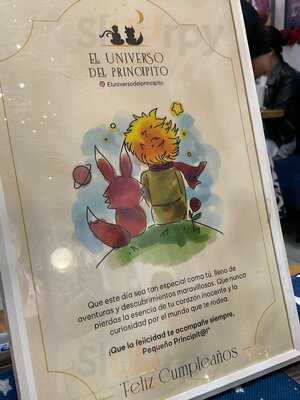 EL UNIVERSO
DEL PRINCIPITO
Eluniversodelprincipito
Que este día sea tan especial como tú, lleno de
aventuras y descubrimientos maravillosos. Que nunca
pierdas la esencia de tu corazón inocente y la
curiosidad por el mundo que te rodea.
¡Que la felicidad te acompañe siempre,
Pequeño Principit@!"
¡Feliz Cumpleaños